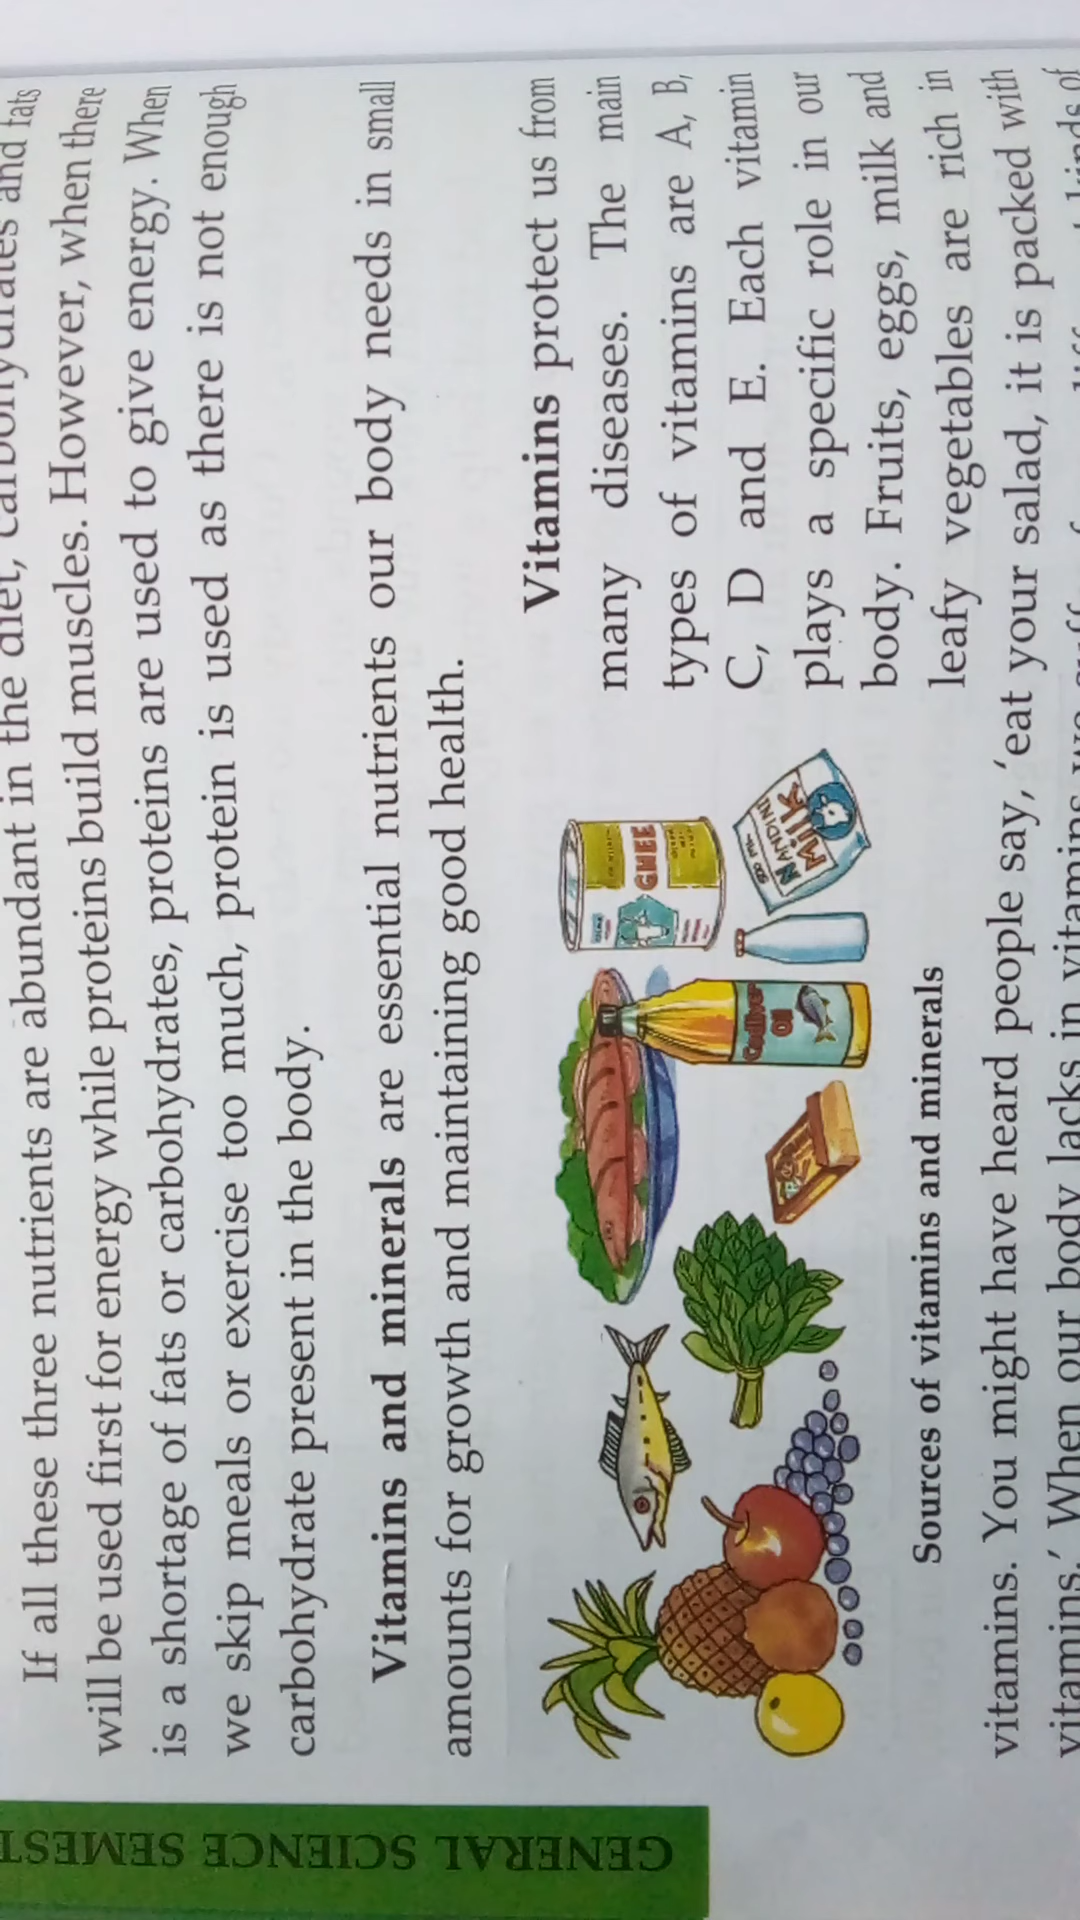 If all these three nutrients are abundant in the diet, carbohydrates and fats
will be used first for energy while proteins build muscles. However, when there
is a shortage of fats or carbohydrates, proteins are used to give energy. When
we skip meals or exercise too much, protein is used as there is not enough
carbohydrate present in the body.
Vitamins and minerals are essential nutrients our body needs in small
amounts for growth and maintaining good health.
Vitamins protect us from
many diseases. The main
types of vitamins are A, B,
C, D and E. Each vitamin
plays a specific role in our
body. Fruits, eggs, milk and
leafy vegetables are rich in
GHEE
Codliver
Oil
500 ML.
NANDINI
MILK
Sources of vitamins and minerals
vitamins. You might have heard people say, ‘eat your salad, it is packed with
vitamins.’ When our body lacks in vitamins we
GENERAL SCIENCE